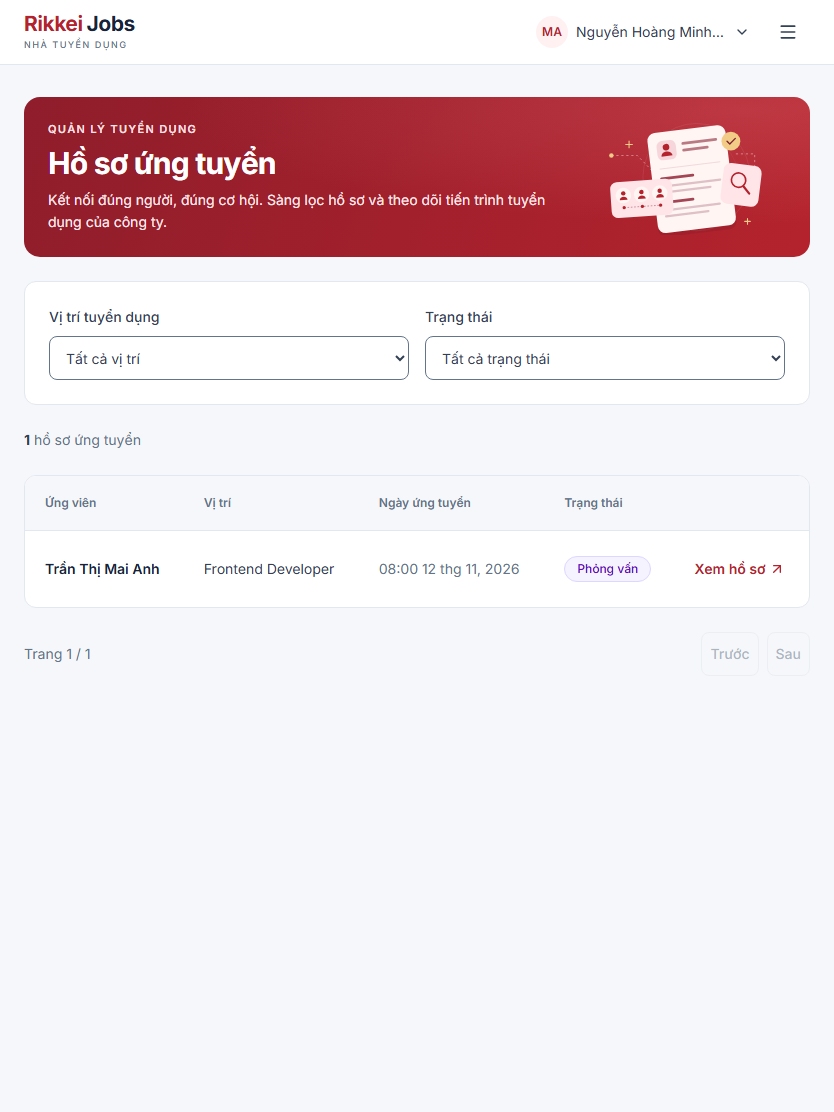 Rikkei Jobs
NHÀ TUYỂN DỤNG
MA Nguyễn Hoàng Minh...
QUẢN LÝ TUYỂN DỤNG
Hồ sơ ứng tuyển
Kết nối đúng người, đúng cơ hội. Sàng lọc hồ sơ và theo dõi tiến trình tuyển
dụng của công ty.
Vị trí tuyển dụng
Trạng thái
Tất cả vị trí
Tất cả trạng thái
1 hồ sơ ứng tuyển
Ứng viên Vị trí Ngày ứng tuyển Trạng thái
Trần Thị Mai Anh Frontend Developer 08:00 12 thg 11, 2026 Phỏng vấn Xem hồ sơ
Trang 1 / 1
Trước Sau